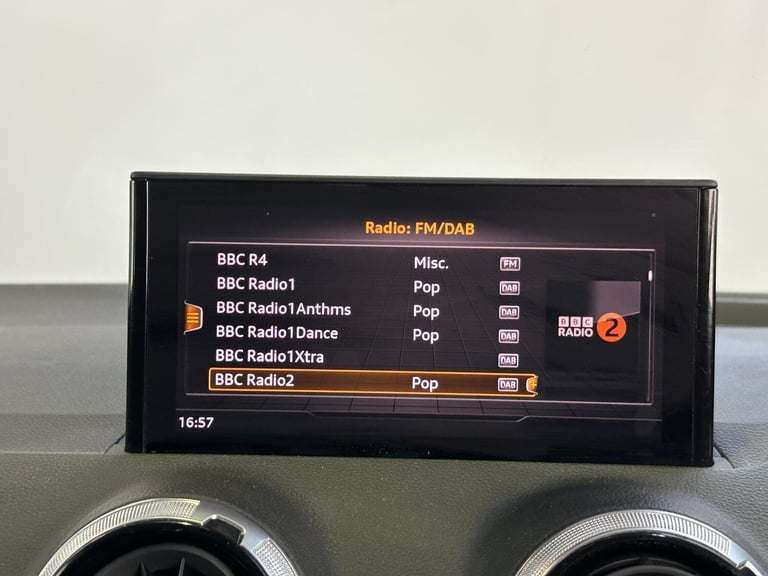 Radio: FM/DAB
BBC R4 Misc. FM
BBC Radio1 Pop DAB
BBC Radio1Anthms Pop DAB
BBC Radio1Dance Pop DAB
BBC Radio1Xtra DAB
BBC Radio2 Pop DAB
BBC
RADIO 2
16:57